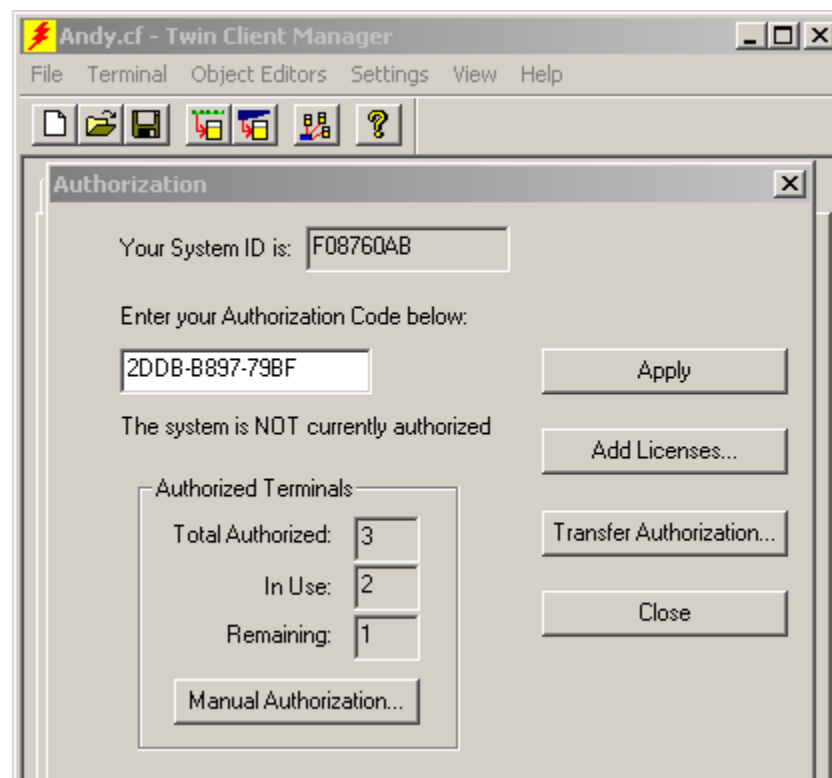 Andy.cf - Twin Client Manager
File Terminal Object Editors Settings View Help
Authorization
Your System ID is: F08760AB
Enter your Authorization Code below:
2DDB-B897-79BF
Apply
The system is NOT currently authorized
Add Licenses...
Authorized Terminals
Total Authorized: 3
Transfer Authorization...
In Use: 2
Close
Remaining: 1
Manual Authorization...